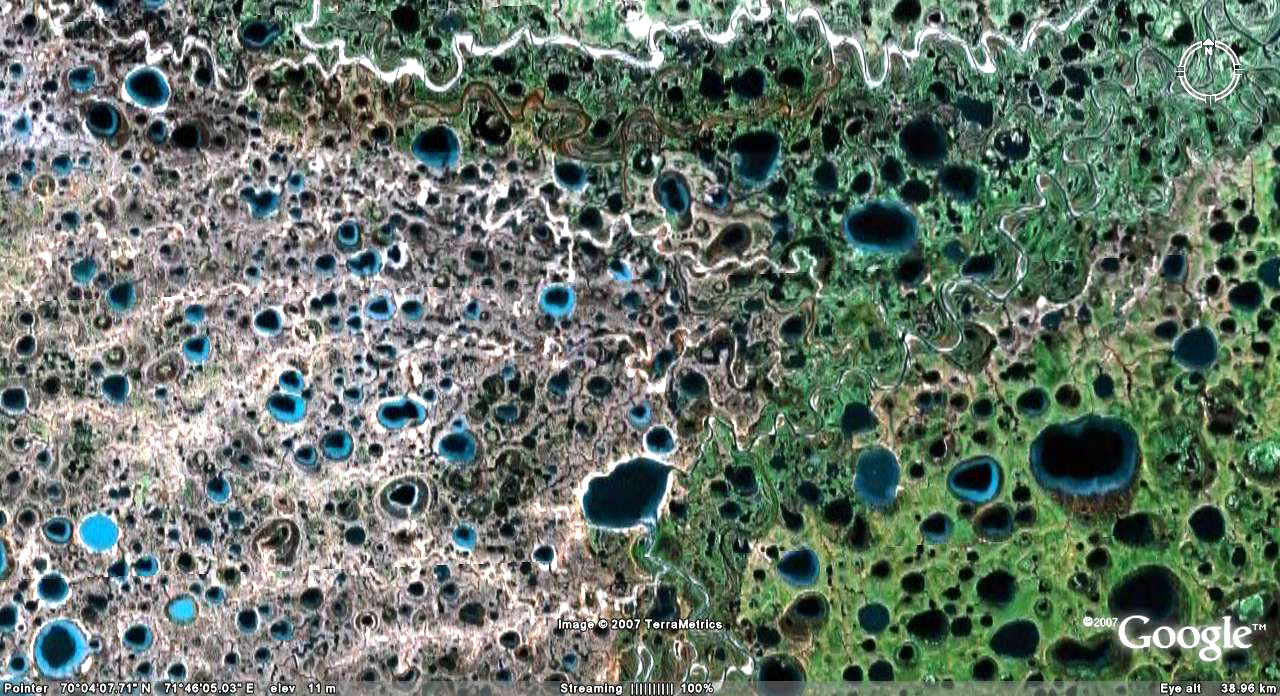 N
Image © 2007 TerraMetrics
©2007 Google™
Pointer 70°04'07.71" N 71°46'05.03" E elev 11 m Streaming |||||||||| 100% Eye alt 38.96 km